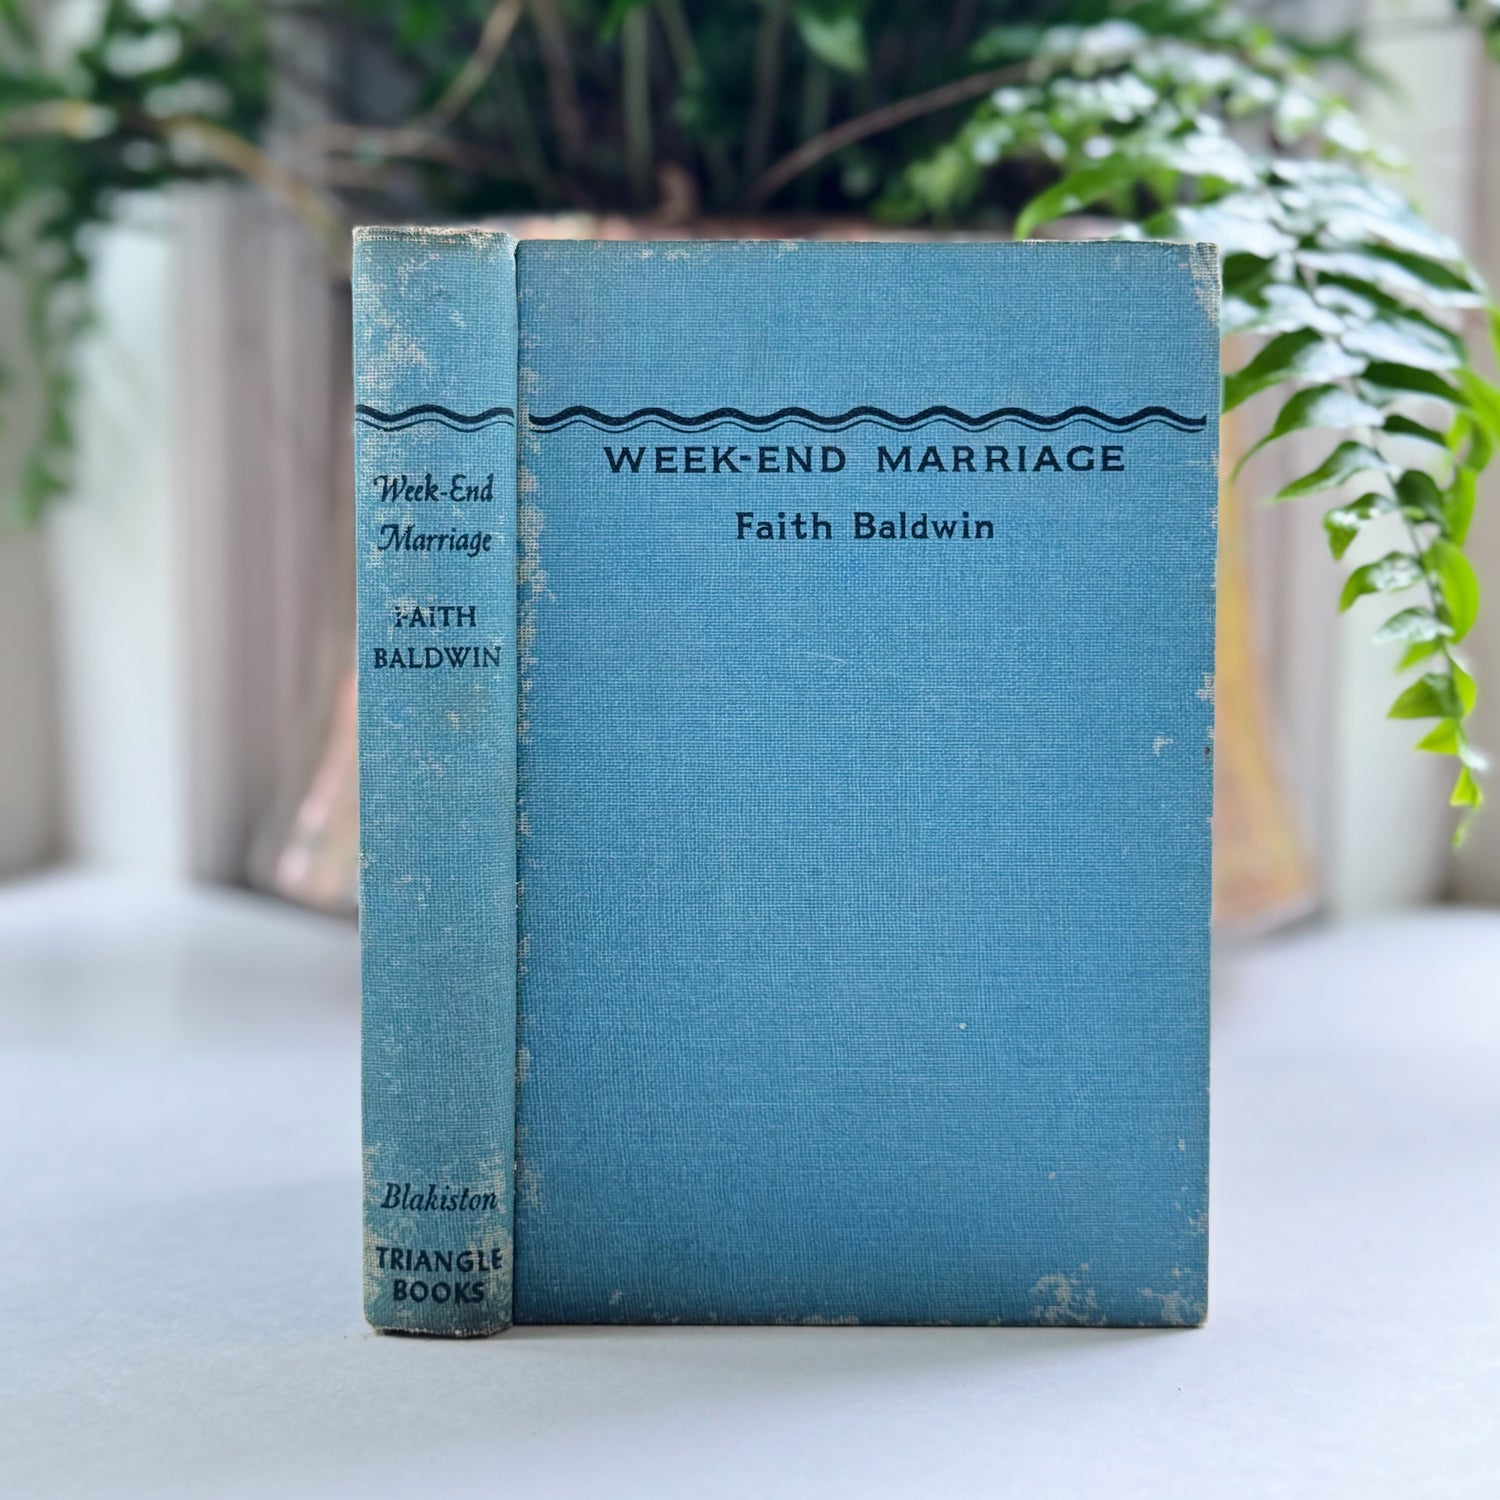 Week-End
Marriage
FAITH
BALDWIN
Blakiston
TRIANGLE
BOOKS
WEEK-END MARRIAGE
Faith Baldwin